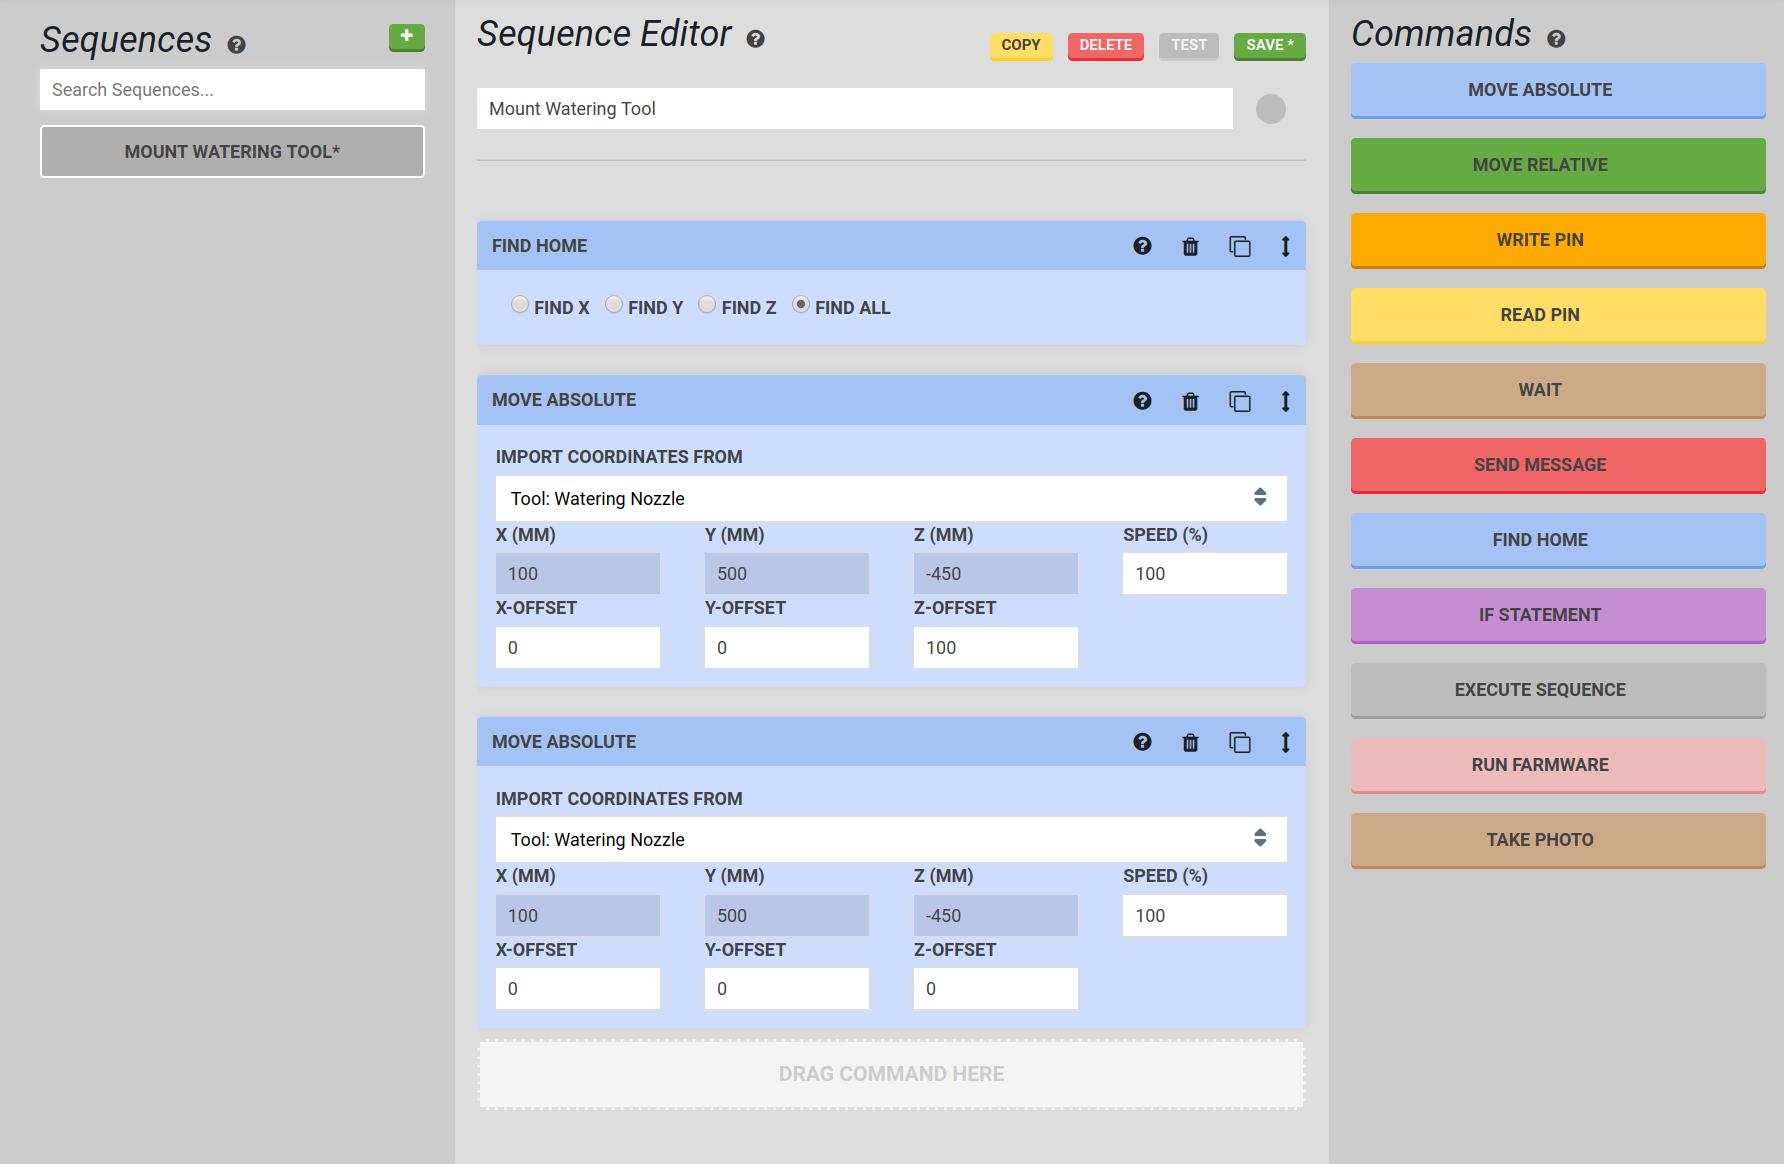 Sequences
+
Search Sequences...
MOUNT WATERING TOOL*
Sequence Editor
COPY
DELETE
TEST
SAVE *
Mount Watering Tool
FIND HOME
FIND X FIND Y FIND Z FIND ALL
MOVE ABSOLUTE
IMPORT COORDINATES FROM
Tool: Watering Nozzle
X (MM) Y (MM) Z (MM) SPEED (%)
100 500 -450 100
X-OFFSET Y-OFFSET Z-OFFSET
0 0 100
MOVE ABSOLUTE
IMPORT COORDINATES FROM
Tool: Watering Nozzle
X (MM) Y (MM) Z (MM) SPEED (%)
100 500 -450 100
X-OFFSET Y-OFFSET Z-OFFSET
0 0 0
DRAG COMMAND HERE
Commands
MOVE ABSOLUTE
MOVE RELATIVE
WRITE PIN
READ PIN
WAIT
SEND MESSAGE
FIND HOME
IF STATEMENT
EXECUTE SEQUENCE
RUN FARMWARE
TAKE PHOTO